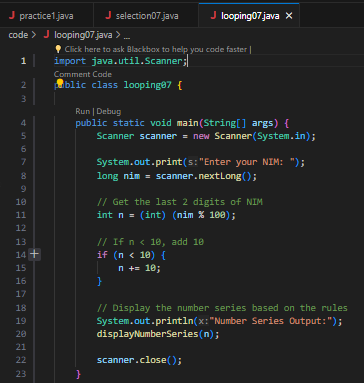 practice1.java selection07.java looping07.java ×
code > looping07.java > ...
Click here to ask Blackbox to help you code faster |
1 import java.util.Scanner;
Comment Code
2 public class looping07 {
3
Run | Debug
4 public static void main(String[] args) {
5 Scanner scanner = new Scanner(System.in);
6
7 System.out.print(s:"Enter your NIM: ");
8 long nim = scanner.nextLong();
9
10 // Get the last 2 digits of NIM
11 int n = (int) (nim % 100);
12
13 // If n < 10, add 10
14 if (n < 10) {
15 n += 10;
16 }
17
18 // Display the number series based on the rules
19 System.out.println(x:"Number Series Output:");
20 displayNumberSeries(n);
21
22 scanner.close();
23 }